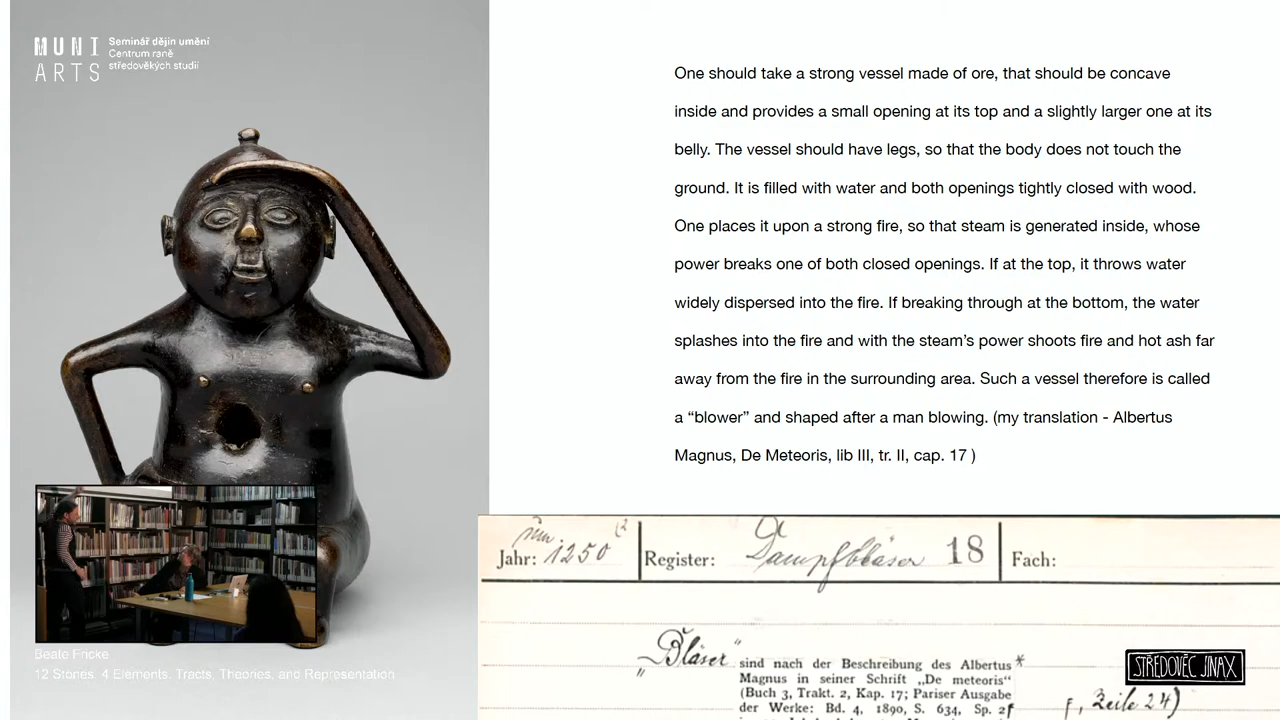 MUNI
ARTS
Seminář dějin umění
Centrum raně
středověkých studií
One should take a strong vessel made of ore, that should be concave
inside and provides a small opening at its top and a slightly larger one at its
belly. The vessel should have legs, so that the body does not touch the
ground. It is filled with water and both openings tightly closed with wood.
One places it upon a strong fire, so that steam is generated inside, whose
power breaks one of both closed openings. If at the top, it throws water
widely dispersed into the fire. If breaking through at the bottom, the water
splashes into the fire and with the steam’s power shoots fire and hot ash far
away from the fire in the surrounding area. Such a vessel therefore is called
a “blower” and shaped after a man blowing. (my translation - Albertus
Magnus, De Meteoris, lib III, tr. II, cap. 17 )
Jahr: 1250 Register: Dampfbläser 18 Fach:
„Bläser“ sind nach der Beschreibung des Albertus*
Magnus in seiner Schrift „De meteoris“
(Buch 3, Trakt. 2, Kap. 17; Pariser Ausgabe
der Werke: Bd. 4, 1890, S. 634, Sp. 2
f, Zeile 24)
Beate Fricke
12 Stones. 4 Elements. Tracts, Theories, and Representation
STŘEDOVĚC JINAX